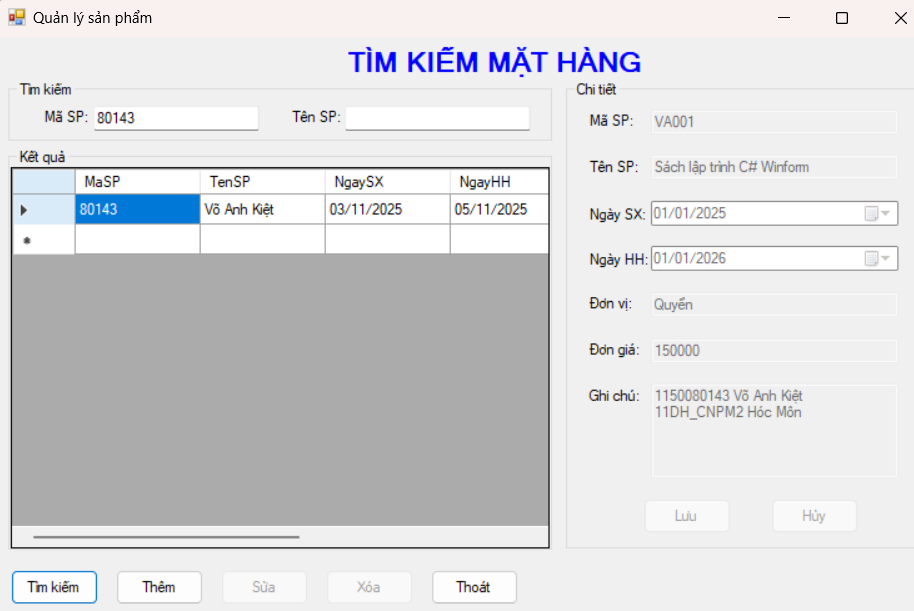 Quản lý sản phẩm
TÌM KIẾM MẶT HÀNG
Tìm kiếm
Mã SP: 80143 Tên SP:
Kết quả
MaSP TenSP NgaySX NgayHH
80143 Võ Anh Kiệt 03/11/2025 05/11/2025
Chi tiết
Mã SP: VA001
Tên SP: Sách lập trình C# Winform
Ngày SX: 01/01/2025
Ngày HH: 01/01/2026
Đơn vị: Quyển
Đơn giá: 150000
Ghi chú: 1150080143 Võ Anh Kiệt
11DH_CNPM2 Hóc Môn
Lưu Hủy
Tìm kiếm Thêm Sửa Xóa Thoát